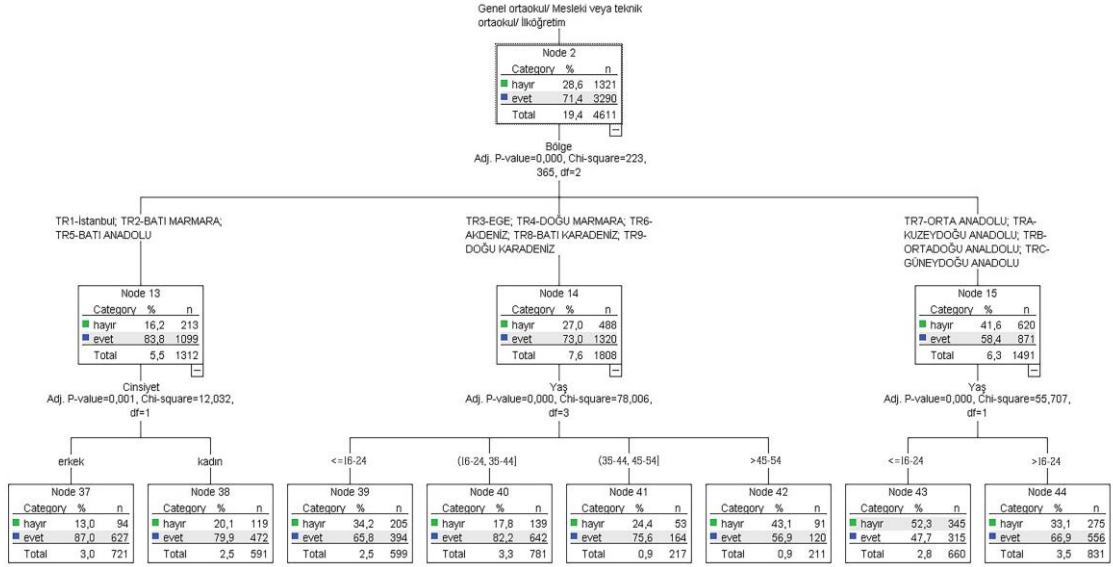 Genel ortaokul/ Mesleki veya teknik
ortaokul/ İlköğretim
Node 2
Category % n
hayır 28,6 1321
evet 71,4 3290
Total 19,4 4611
Bölge
Adj. P-value=0,000, Chi-square=223,
365, df=2
TR1-İstanbul; TR2-BATI MARMARA;
TR5-BATI ANADOLU
TR3-EGE; TR4-DOĞU MARMARA; TR6-
AKDENİZ; TR8-BATI KARADENİZ; TR9-
DOĞU KARADENİZ
TR7-ORTA ANADOLU; TRA-
KUZEYDOĞU ANADOLU; TRB-
ORTADOĞU ANALDOLU; TRC-
GÜNEYDOĞU ANADOLU
Node 13
Category % n
hayır 16,2 213
evet 83,8 1099
Total 5,5 1312
Cinsiyet
Adj. P-value=0,001, Chi-square=12,032,
df=1
Node 14
Category % n
hayır 27,0 488
evet 73,0 1320
Total 7,6 1808
Yaş
Adj. P-value=0,000, Chi-square=78,006,
df=3
Node 15
Category % n
hayır 41,6 620
evet 58,4 871
Total 6,3 1491
Yaş
Adj. P-value=0,000, Chi-square=55,707,
df=1
erkek
kadın
<=16-24
(16-24, 35-44]
(35-44, 45-54]
>45-54
<=16-24
>16-24
Node 37
Category % n
hayır 13,0 94
evet 87,0 627
Total 3,0 721
Node 38
Category % n
hayır 20,1 119
evet 79,9 472
Total 2,5 591
Node 39
Category % n
hayır 34,2 205
evet 65,8 394
Total 2,5 599
Node 40
Category % n
hayır 17,8 139
evet 82,2 642
Total 3,3 781
Node 41
Category % n
hayır 24,4 53
evet 75,6 164
Total 0,9 217
Node 42
Category % n
hayır 43,1 91
evet 56,9 120
Total 0,9 211
Node 43
Category % n
hayır 52,3 345
evet 47,7 315
Total 2,8 660
Node 44
Category % n
hayır 33,1 275
evet 66,9 556
Total 3,5 831